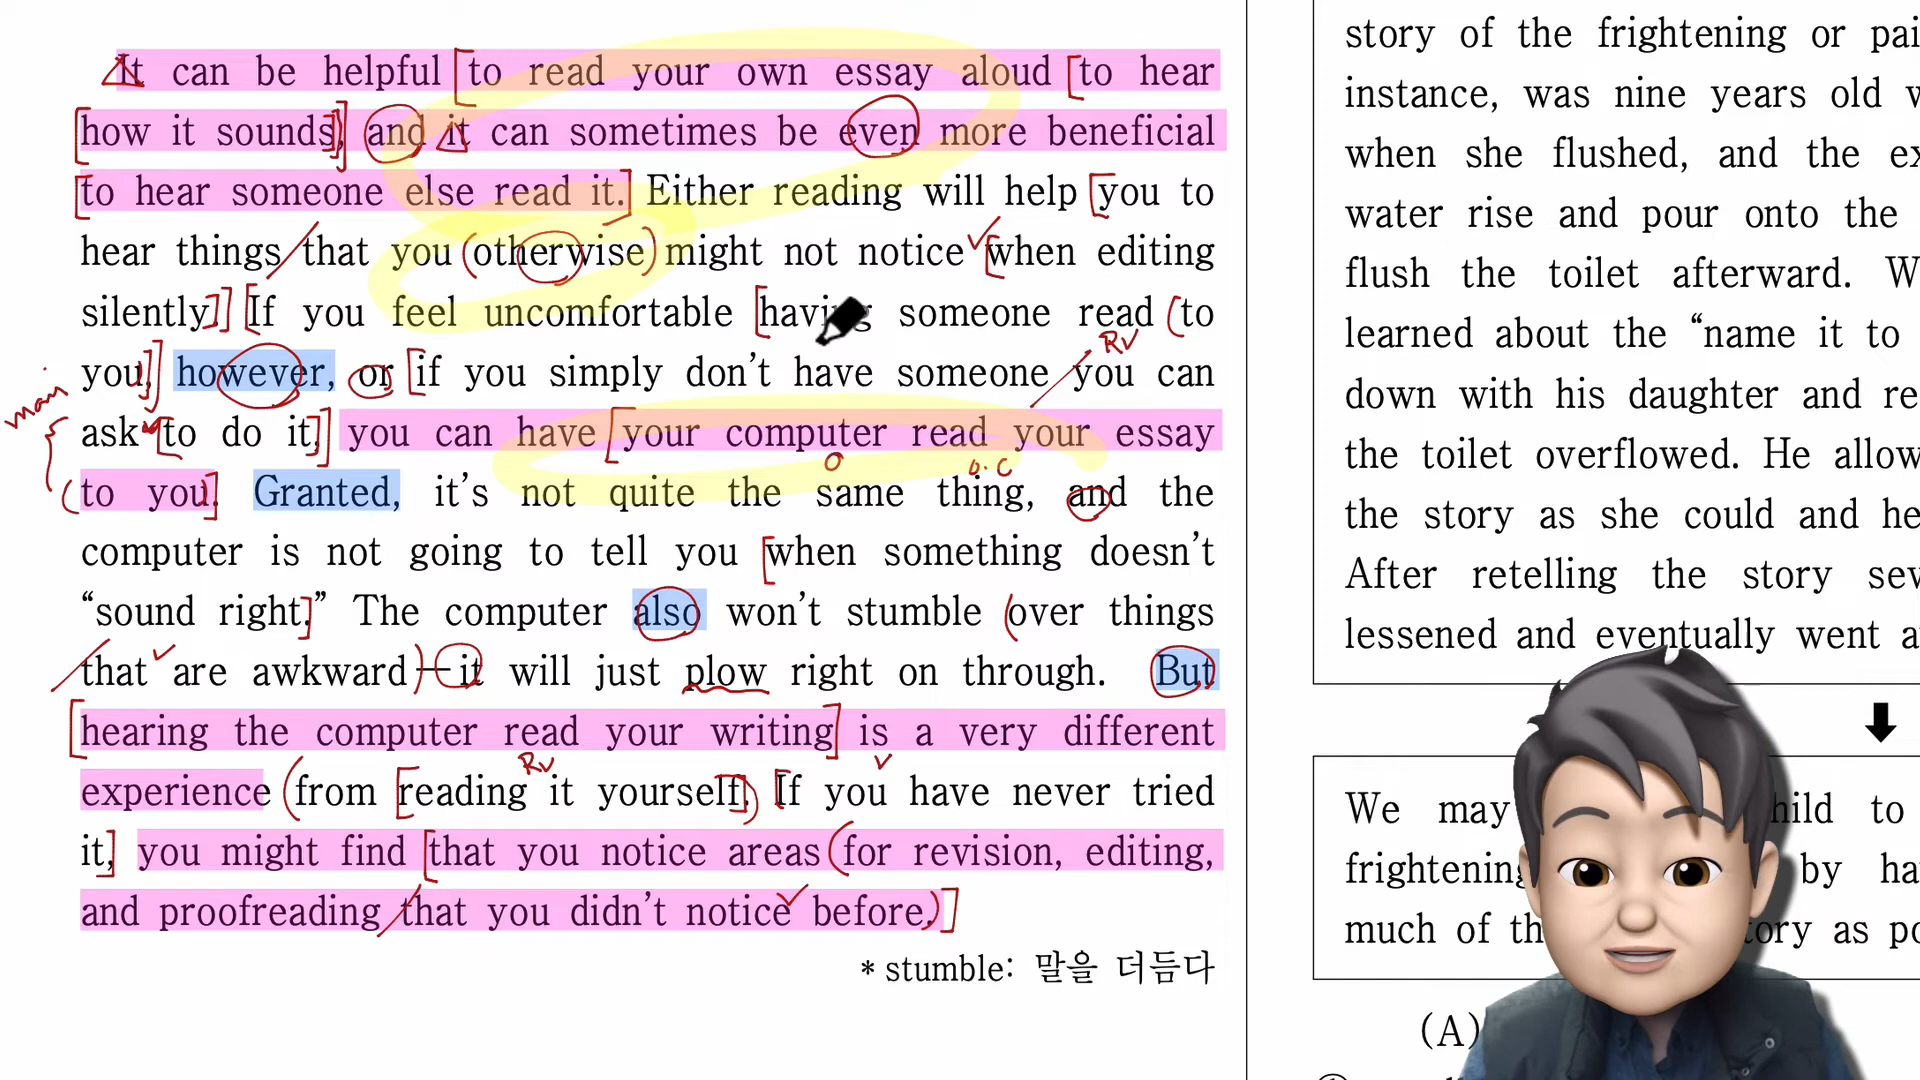 It can be helpful to read your own essay aloud to hear
how it sounds, and it can sometimes be even more beneficial
to hear someone else read it. Either reading will help you to
hear things that you otherwise might not notice when editing
silently. If you feel uncomfortable having someone read to
you, however, or if you simply don't have someone you can
ask to do it, you can have your computer read your essay
to you. Granted, it's not quite the same thing, and the
computer is not going to tell you when something doesn't
“sound right.” The computer also won't stumble over things
that are awkward—it will just plow right on through. But
hearing the computer read your writing is a very different
experience from reading it yourself. If you have never tried
it, you might find that you notice areas for revision, editing,
and proofreading that you didn't notice before.
* stumble: 말을 더듬다
main
Rv
O
O.C
Rv
story of the frightening or pai
instance, was nine years old
when she flushed, and the ex
water rise and pour onto the
flush the toilet afterward. W
learned about the “name it to
down with his daughter and re
the toilet overflowed. He allow
the story as she could and he
After retelling the story sev
lessened and eventually went a
We may hild to
frightening by ha
much of th tory as po
(A)